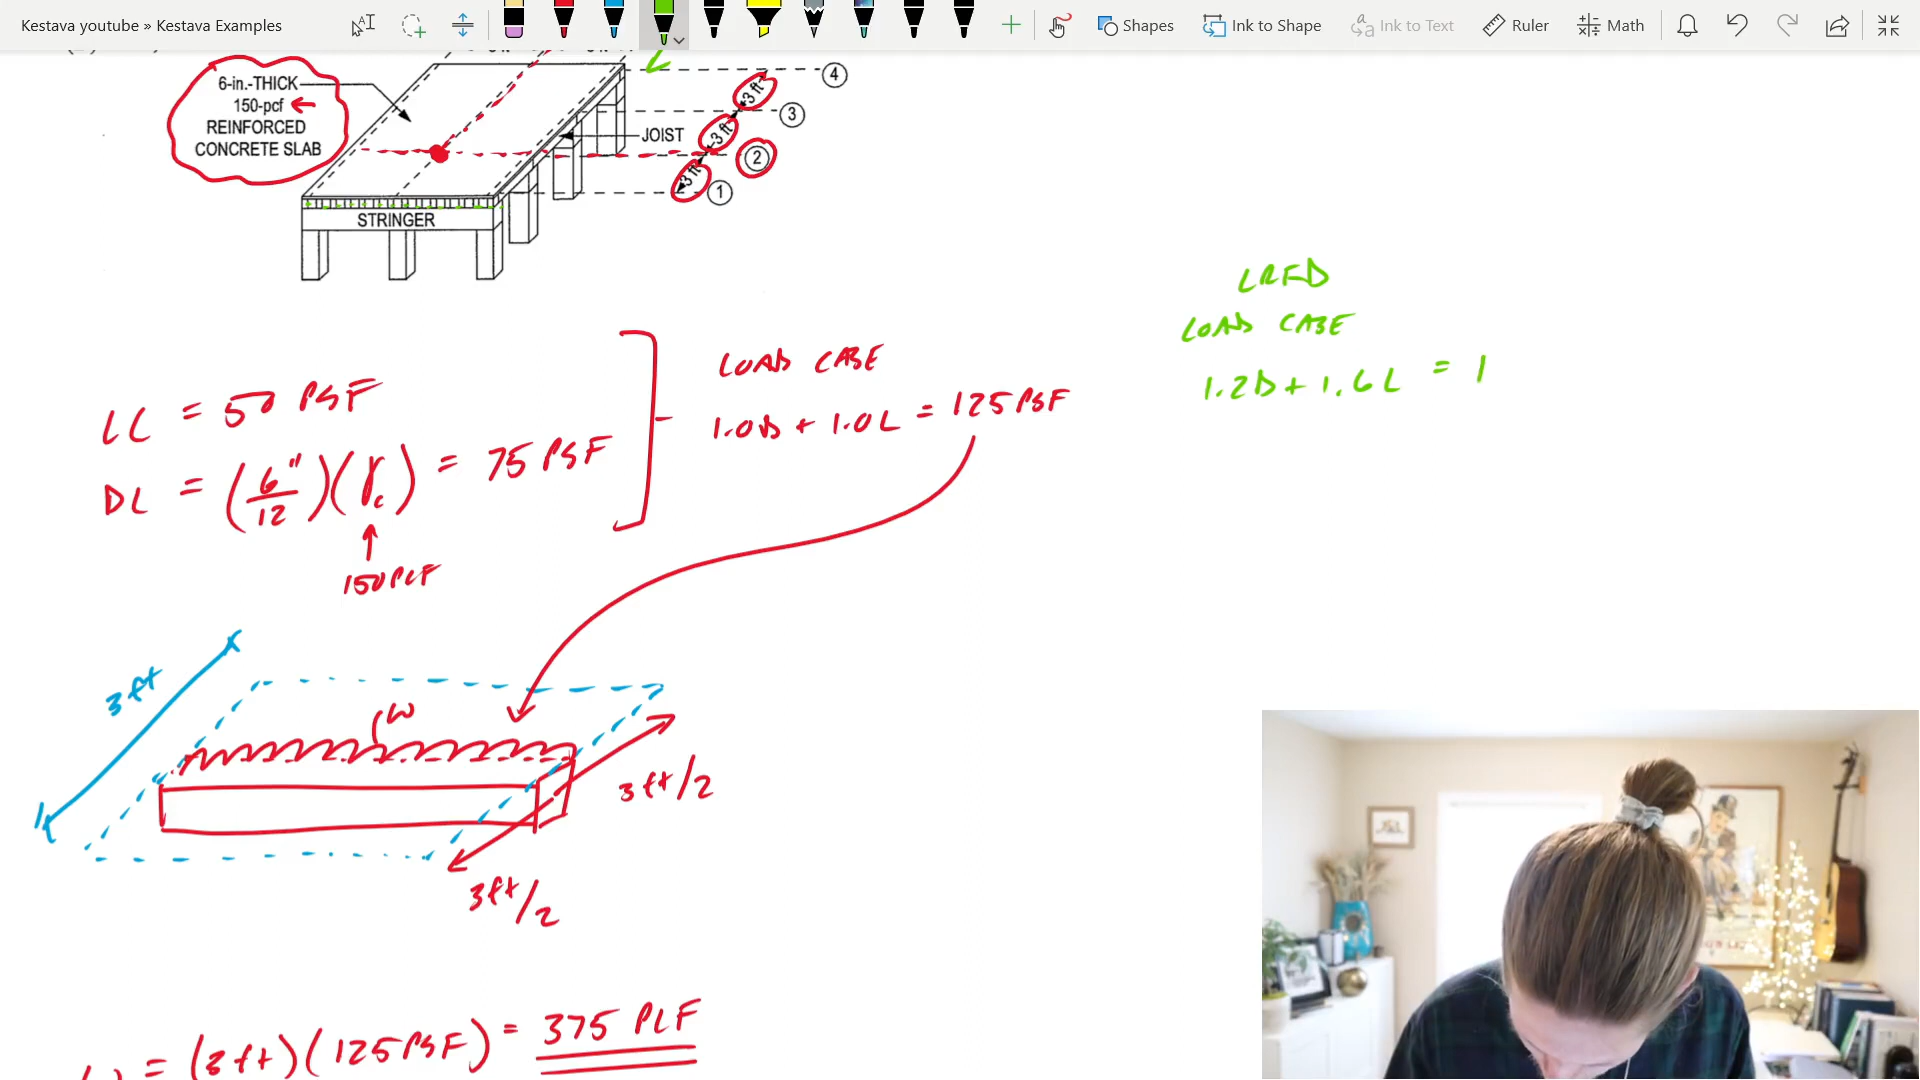 Kestava youtube » Kestava Examples
Shapes
Ink to Shape
Ink to Text
Ruler
Math
6-in.-THICK
150-pcf
REINFORCED
CONCRETE SLAB
JOIST
STRINGER
3 ft
3 ft
3 ft
4
3
2
1
LL = 50 PSF
DL = (6"/12)(γc) = 75 PSF
150 PCF
LOAD CASE
1.0D + 1.0L = 125 PSF
LRFD
LOAD CASE
1.2D + 1.6L = 1
3ft
w
3ft/2
3ft/2
= (3ft)(125PSF) = 375 PLF